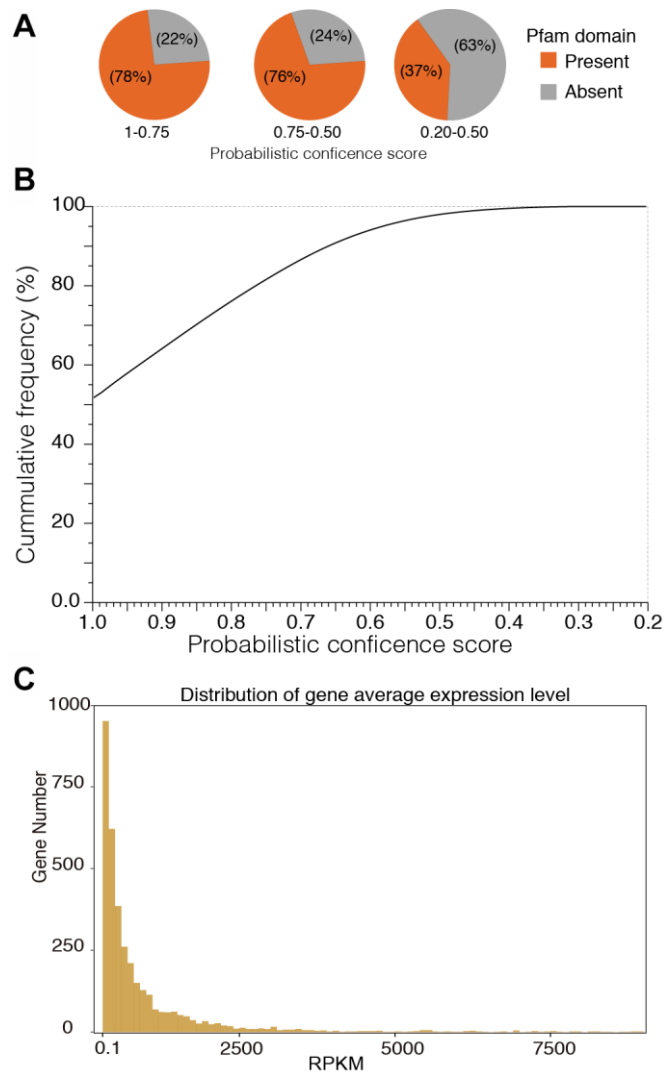 A
(22%)
(78%)
1-0.75
(24%)
(76%)
0.75-0.50
(63%)
(37%)
0.20-0.50
Pfam domain
Present
Absent
Probabilistic conficence score
B
Cummulative frequency (%)
100
80
60
40
20
0.0
1.0 0.9 0.8 0.7 0.6 0.5 0.4 0.3 0.2
Probabilistic conficence score
C
Distribution of gene average expression level
Gene Number
1000
750
500
250
0
0.1 2500 5000 7500
RPKM